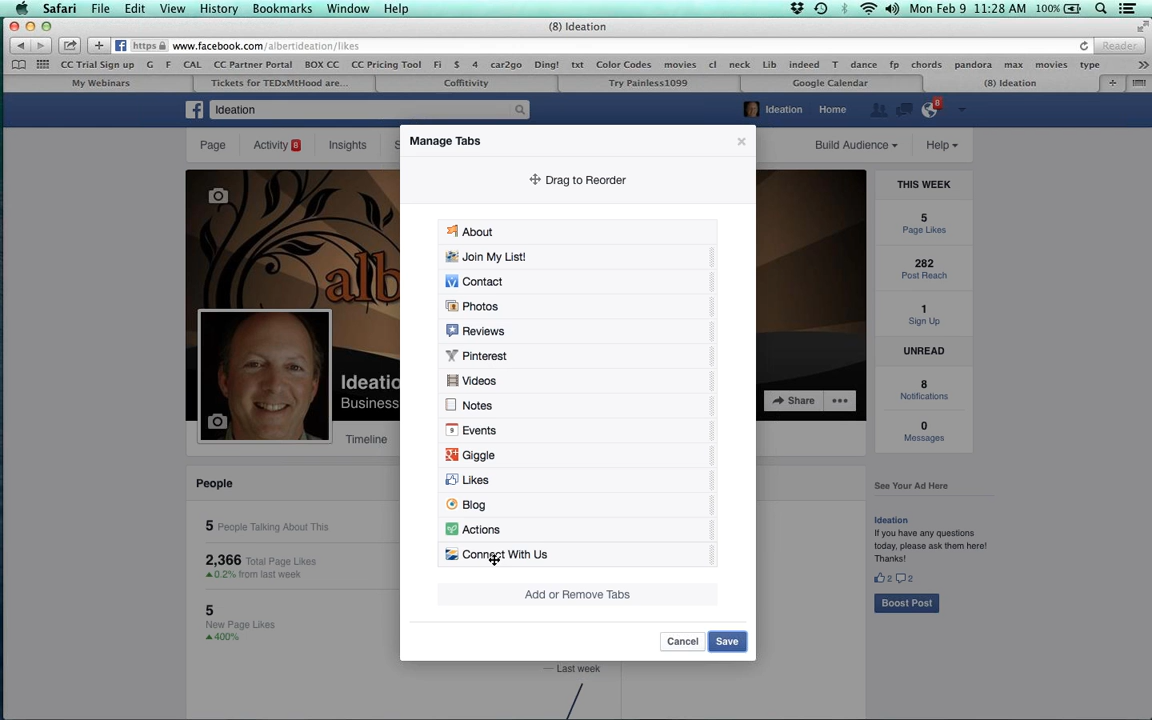 Safari File Edit View History Bookmarks Window Help Mon Feb 9 11:28 AM 100%
(8) Ideation
https www.facebook.com/albertideation/likes Reader
CC Trial Sign up G F CAL CC Partner Portal BOX CC CC Pricing Tool Fi $ 4 car2go Ding! txt Color Codes movies cl neck Lib indeed T dance fp chords pandora max movies type >>
My Webinars Tickets for TEDxMtHood are... Coffitivity Try Painless1099 Google Calendar (8) Ideation
Ideation Ideation Home 8
Page Activity 8 Insights S Build Audience Help
Manage Tabs
Drag to Reorder
About
Join My List!
Contact
Photos
Reviews
Pinterest
Videos
Notes
9 Events
Giggle
Likes
Blog
Actions
Connect With Us
Add or Remove Tabs
Cancel Save
alb
Ideatio
Business
Share
Timeline
THIS WEEK
5
Page Likes
282
Post Reach
1
Sign Up
UNREAD
8
Notifications
0
Messages
People
5 People Talking About This
2,366 Total Page Likes
0.2% from last week
5
New Page Likes
400%
Last week
See Your Ad Here
Ideation
If you have any questions
today, please ask them here!
Thanks!
2 2
Boost Post